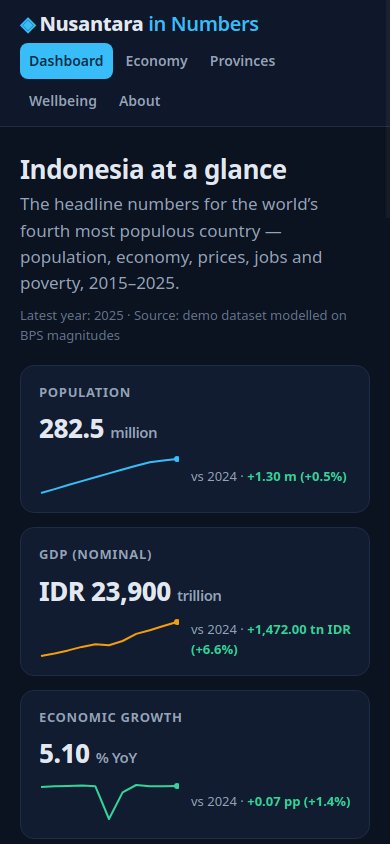 ◈ Nusantara in Numbers
Dashboard Economy Provinces
Wellbeing About
Indonesia at a glance
The headline numbers for the world’s
fourth most populous country —
population, economy, prices, jobs and
poverty, 2015–2025.
Latest year: 2025 · Source: demo dataset modelled on
BPS magnitudes
POPULATION
282.5 million
vs 2024 · +1.30 m (+0.5%)
GDP (NOMINAL)
IDR 23,900 trillion
vs 2024 · +1,472.00 tn IDR
(+6.6%)
ECONOMIC GROWTH
5.10 % YoY
vs 2024 · +0.07 pp (+1.4%)